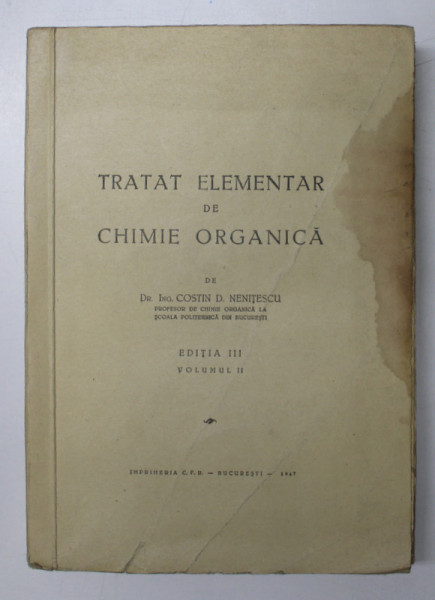 TRATAT ELEMENTAR
DE
CHIMIE ORGANICĂ
DE
DR. ING. COSTIN D. NENIȚESCU
PROFESOR DE CHIMIE ORGANICĂ LA
ȘCOALA POLITEHNICĂ DIN BUCUREȘTI
EDIȚIA III
VOLUMUL II
IMPRIMERIA C. F. R. — BUCUREȘTI — 1947